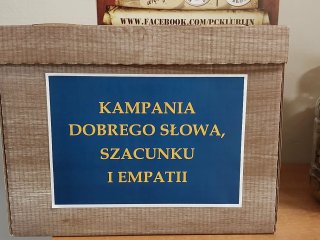 WWW.FACEBOOK.COM/PCKLUBLIN
KAMPANIA
DOBREGO SŁOWA,
SZACUNKU
I EMPATII